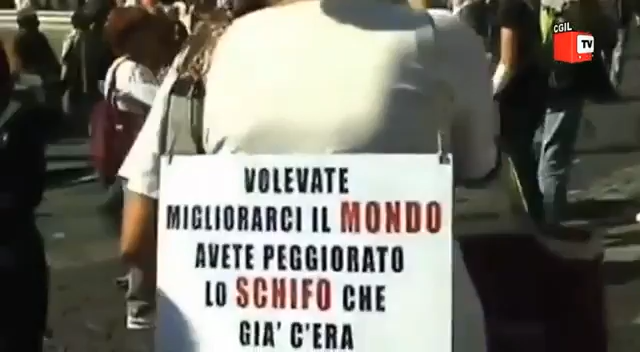 CGIL
TV
VOLEVATE
MIGLIORARCI IL MONDO
AVETE PEGGIORATO
LO SCHIFO CHE
GIA' C'ERA